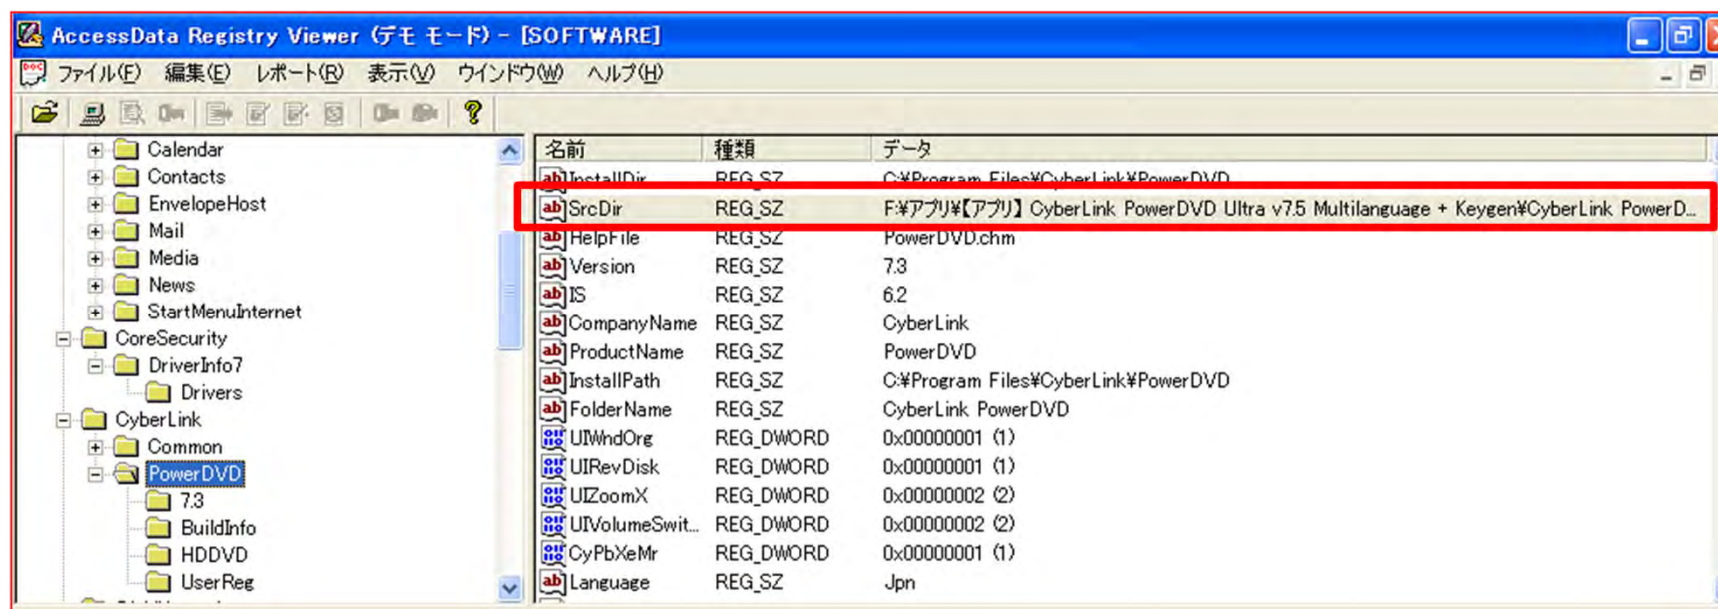 AccessData Registry Viewer (デモ モード) - [SOFTWARE]
ファイル(F) 編集(E) レポート(R) 表示(V) ウインドウ(W) ヘルプ(H)
Calendar
Contacts
EnvelopeHost
Mail
Media
News
StartMenuInternet
CoreSecurity
DriverInfo7
Drivers
CyberLink
Common
PowerDVD
7.3
BuildInfo
HDDVD
UserReg
名前 種類 データ
InstallDir REG_SZ C:¥Program Files¥CyberLink¥PowerDVD
SrcDir REG_SZ F:¥アプリ¥【アプリ】 CyberLink PowerDVD Ultra v7.5 Multilanguage + Keygen¥CyberLink PowerD...
HelpFile REG_SZ PowerDVD.chm
Version REG_SZ 7.3
IS REG_SZ 6.2
CompanyName REG_SZ CyberLink
ProductName REG_SZ PowerDVD
InstallPath REG_SZ C:¥Program Files¥CyberLink¥PowerDVD
FolderName REG_SZ CyberLink PowerDVD
UIWndOrg REG_DWORD 0x00000001 (1)
UIRevDisk REG_DWORD 0x00000001 (1)
UIZoomX REG_DWORD 0x00000002 (2)
UIVolumeSwit... REG_DWORD 0x00000002 (2)
CyPbXeMr REG_DWORD 0x00000001 (1)
Language REG_SZ Jpn